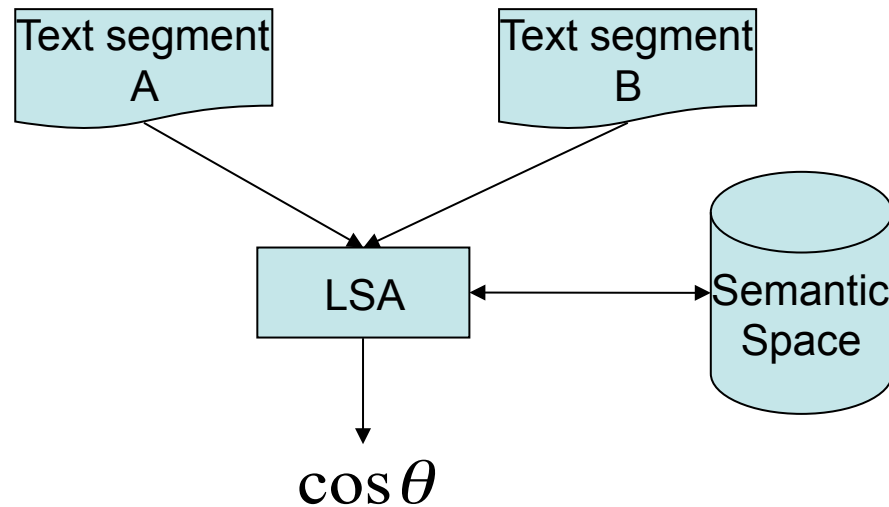 Text segment
A
Text segment
B
LSA
Semantic
Space
cos θ